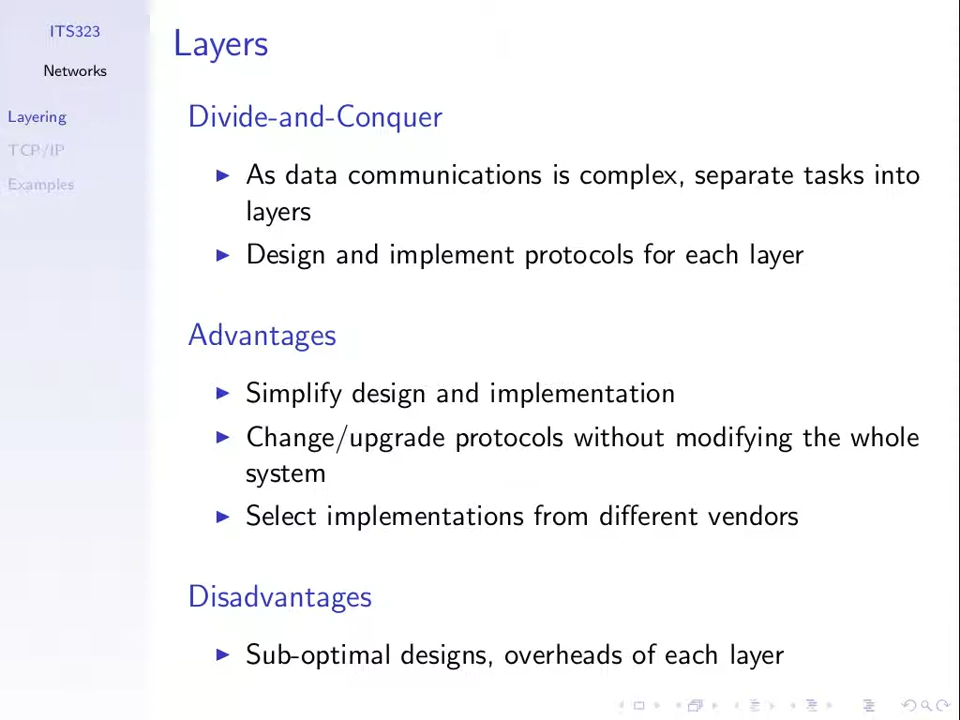 ITS323
Networks
Layering
TCP/IP
Examples
Layers
Divide-and-Conquer
As data communications is complex, separate tasks into
layers
Design and implement protocols for each layer
Advantages
Simplify design and implementation
Change/upgrade protocols without modifying the whole
system
Select implementations from different vendors
Disadvantages
Sub-optimal designs, overheads of each layer